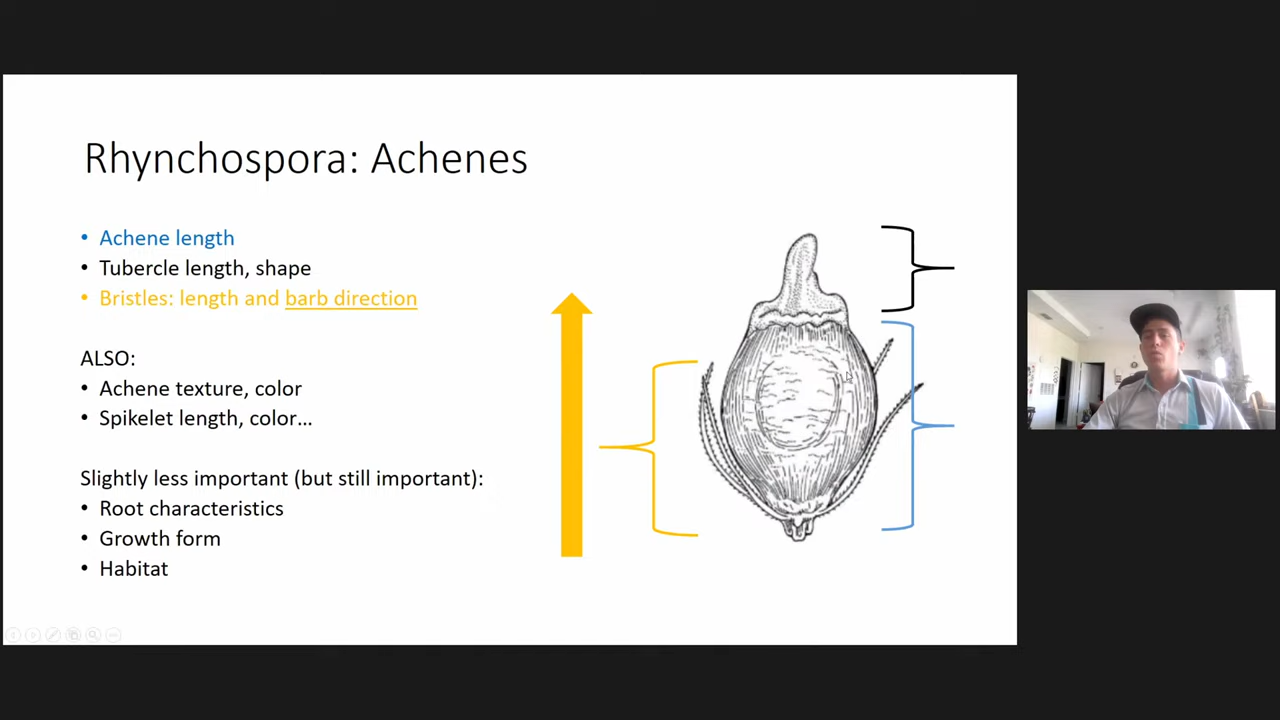 Rhynchospora: Achenes
• Achene length
• Tubercle length, shape
• Bristles: length and barb direction
ALSO:
• Achene texture, color
• Spikelet length, color…
Slightly less important (but still important):
• Root characteristics
• Growth form
• Habitat